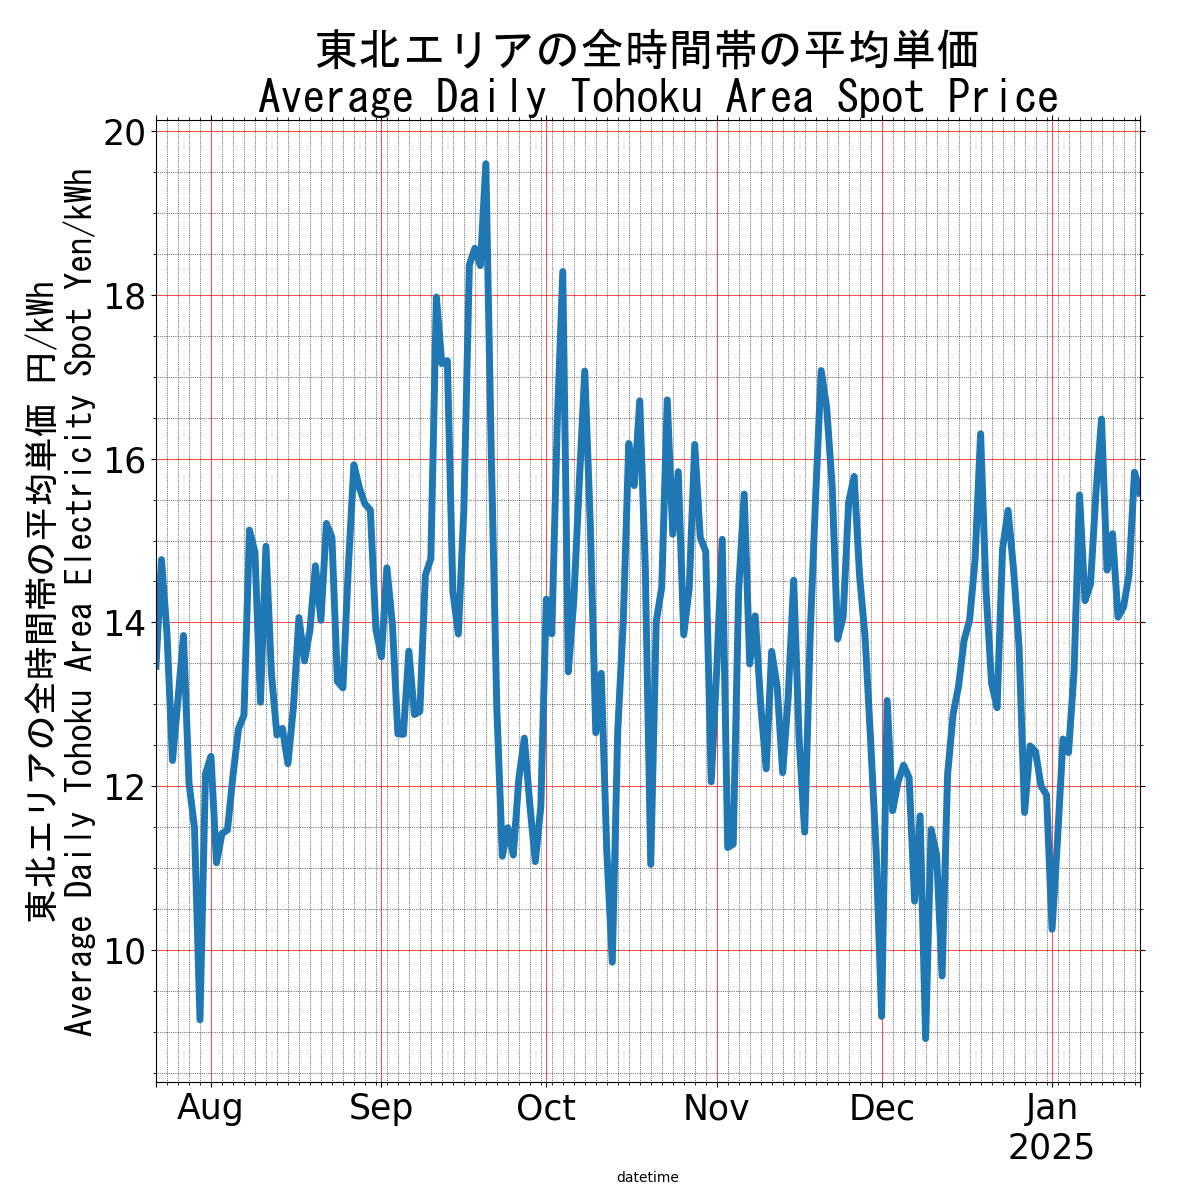 東北エリアの全時間帯の平均単価
Average Daily Tohoku Area Spot Price
東北エリアの全時間帯の平均単価 円/kWh
Average Daily Tohoku Area Electricity Spot Yen/kWh
20
18
16
14
12
10
Aug Sep Oct Nov Dec Jan
2025
datetime